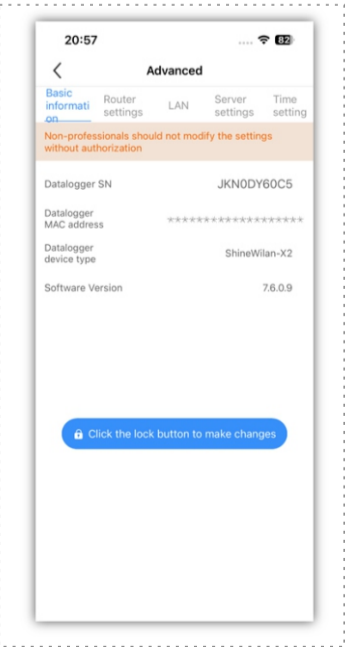 20:57
82
Advanced
Basic
informati
on
Router
settings
LAN
Server
settings
Time
setting
Non-professionals should not modify the settings
without authorization
Datalogger SN
JKN0DY60C5
Datalogger
MAC address
*******************
Datalogger
device type
ShineWilan-X2
Software Version
7.6.0.9
Click the lock button to make changes